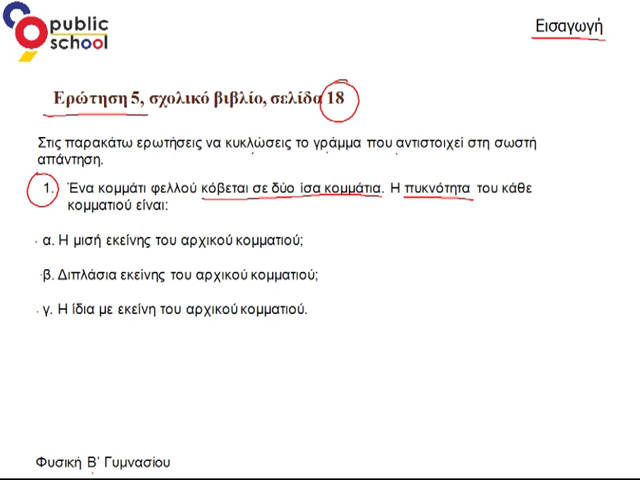 public
school
Εισαγωγή
Ερώτηση 5, σχολικό βιβλίο, σελίδα 18
Στις παρακάτω ερωτήσεις να κυκλώσεις το γράμμα που αντιστοιχεί στη σωστή
απάντηση.
1. Ένα κομμάτι φελλού κόβεται σε δύο ίσα κομμάτια. Η πυκνότητα του κάθε
κομματιού είναι:
α. Η μισή εκείνης του αρχικού κομματιού;
β. Διπλάσια εκείνης του αρχικού κομματιού;
γ. Η ίδια με εκείνη του αρχικού κομματιού.
Φυσική Β' Γυμνασίου